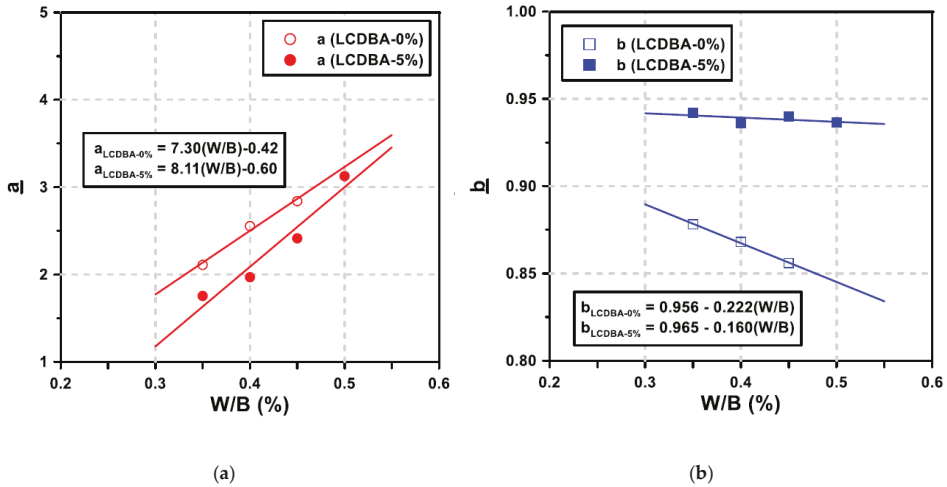 5
4
3
2
1
a
a (LCDBA-0%)
a (LCDBA-5%)
aLCDBA-0% = 7.30(W/B)-0.42
aLCDBA-5% = 8.11(W/B)-0.60
0.2 0.3 0.4 0.5 0.6
W/B (%)
(a)
1.00
0.95
0.90
0.85
0.80
b
b (LCDBA-0%)
b (LCDBA-5%)
bLCDBA-0% = 0.956 - 0.222(W/B)
bLCDBA-5% = 0.965 - 0.160(W/B)
0.2 0.3 0.4 0.5 0.6
W/B (%)
(b)